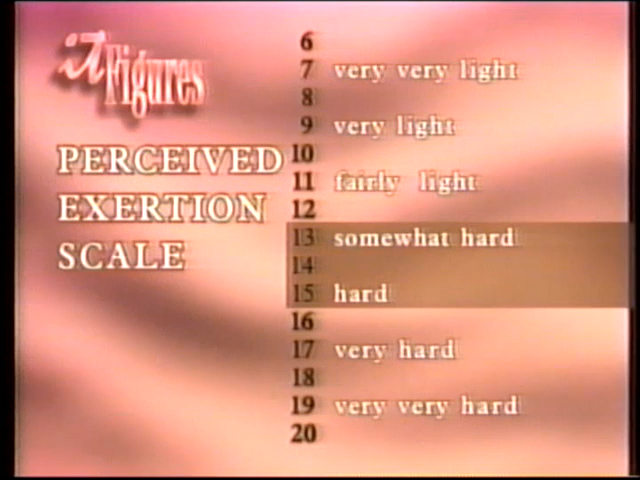 it Figures
PERCEIVED
EXERTION
SCALE
6
7 very very light
8
9 very light
10
11 fairly light
12
13 somewhat hard
14
15 hard
16
17 very hard
18
19 very very hard
20